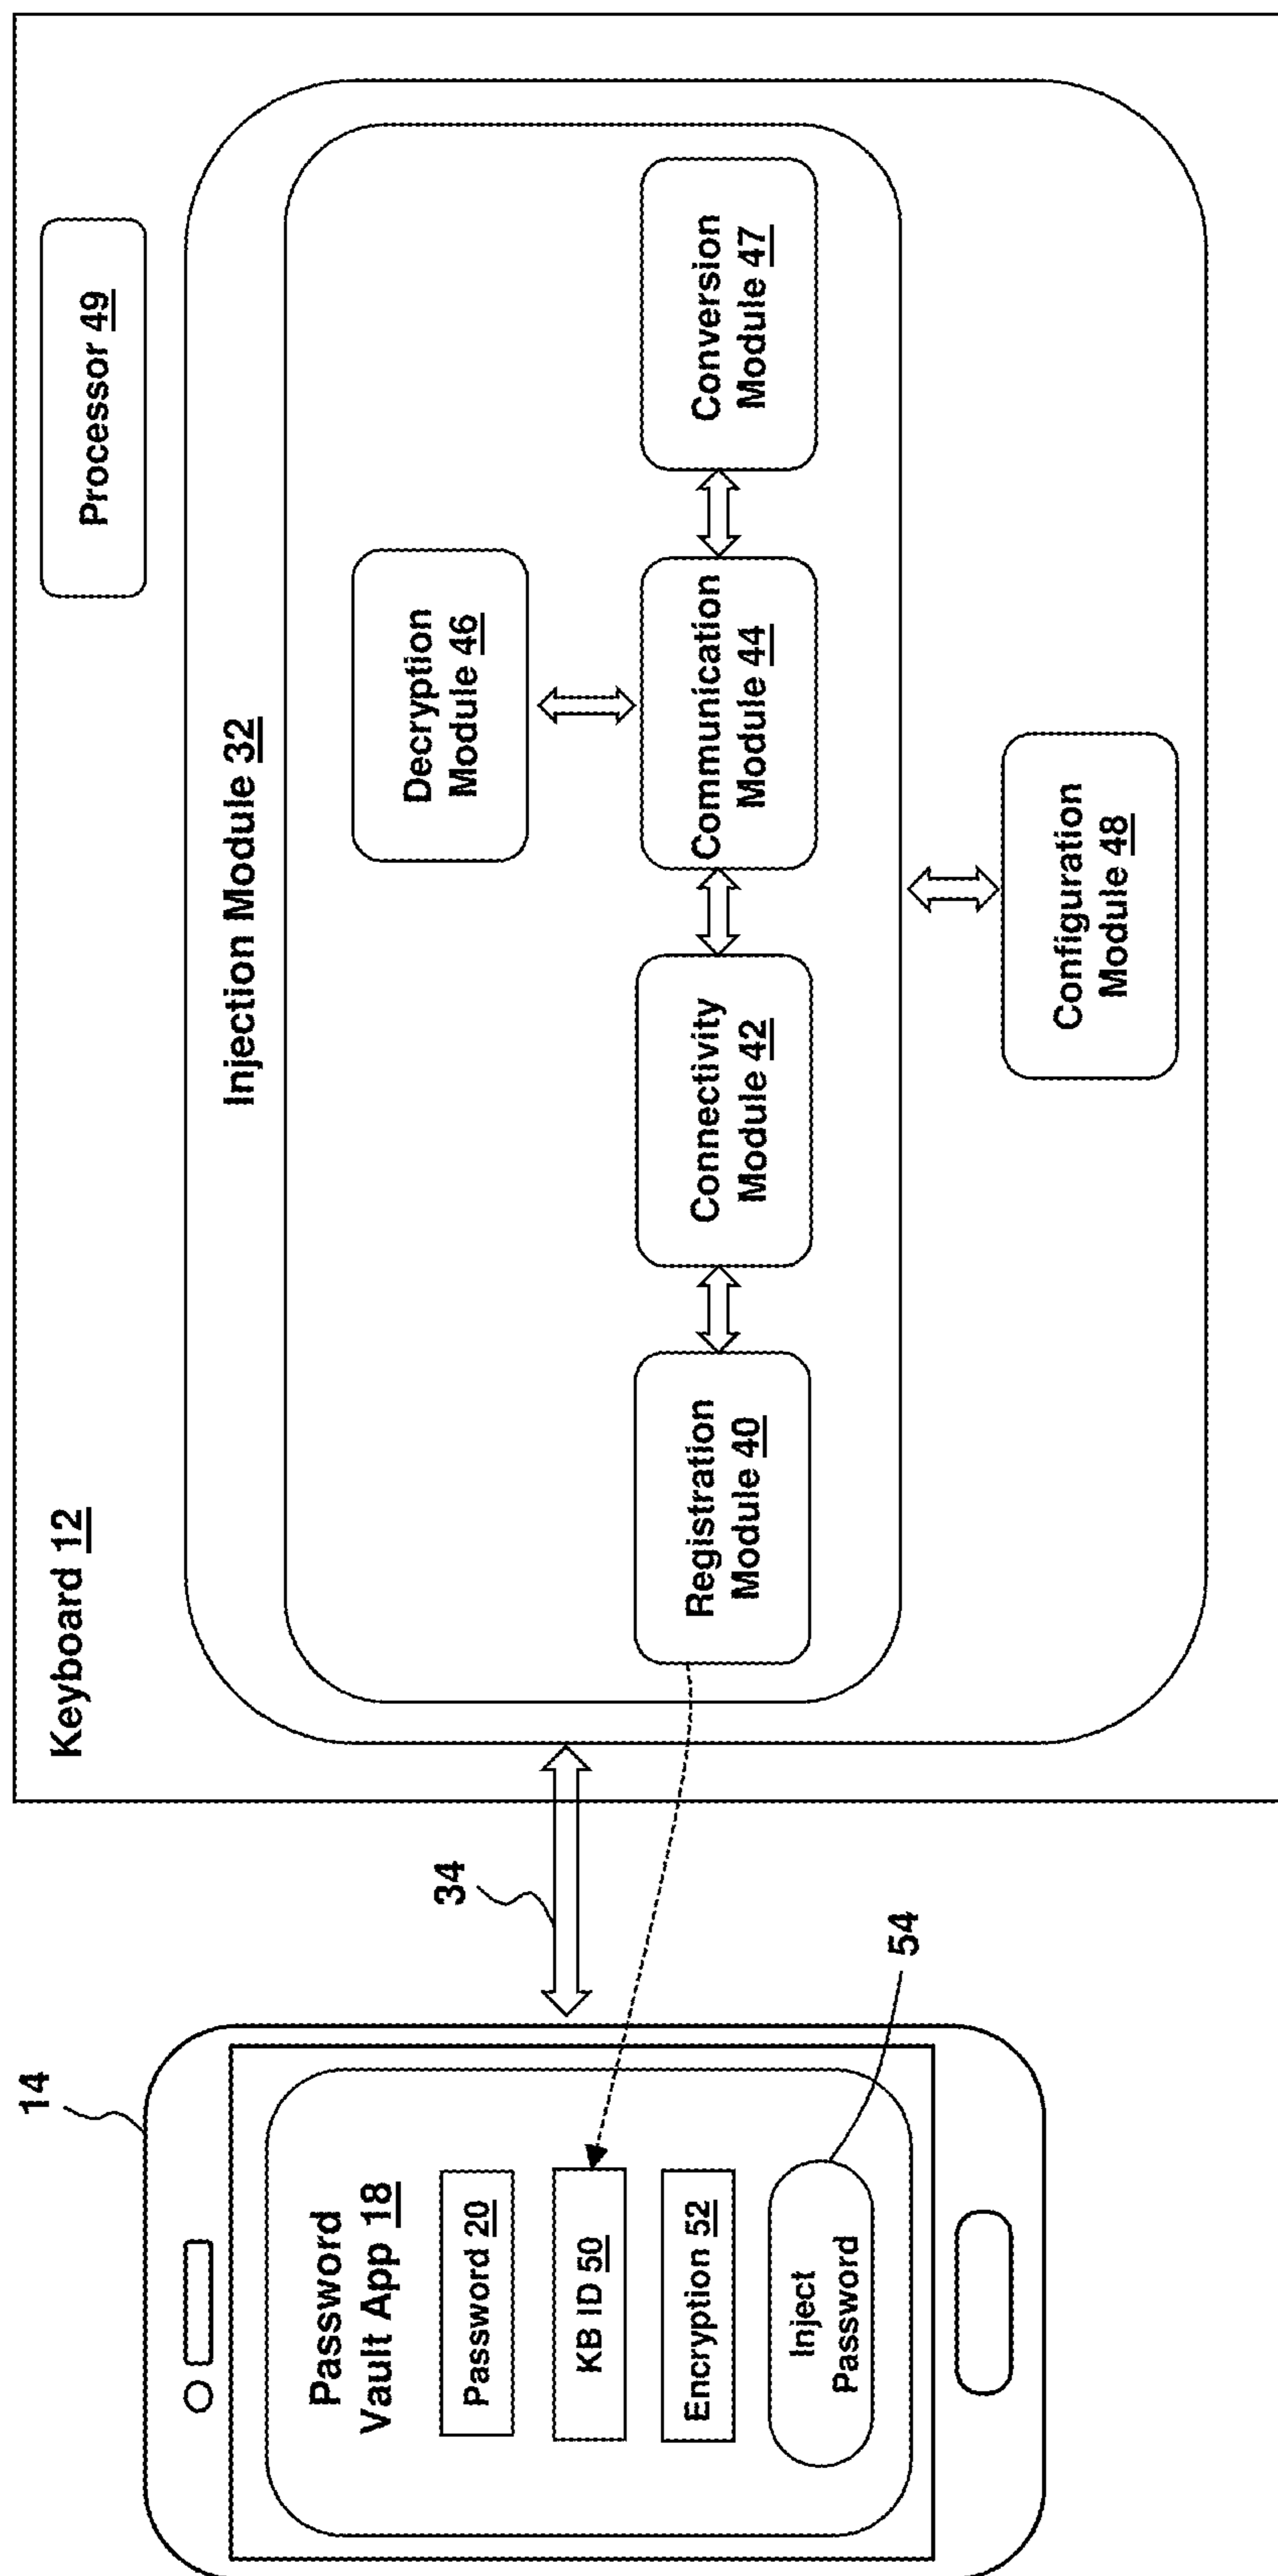 14
Password
Vault App 18
Password 20
KB ID 50
Encryption 52
Inject
Password
54
34
Keyboard 12
Processor 49
Injection Module 32
Decryption
Module 46
Registration
Module 40
Connectivity
Module 42
Communication
Module 44
Conversion
Module 47
Configuration
Module 48